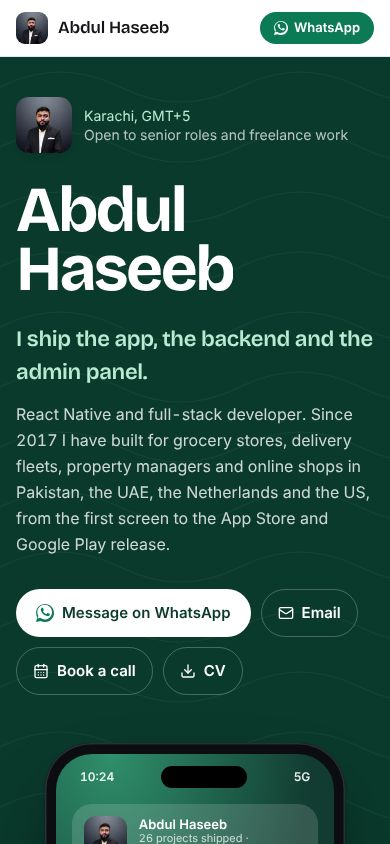 Abdul Haseeb
WhatsApp
Karachi, GMT+5
Open to senior roles and freelance work
Abdul
Haseeb
I ship the app, the backend and the
admin panel.
React Native and full-stack developer. Since
2017 I have built for grocery stores, delivery
fleets, property managers and online shops in
Pakistan, the UAE, the Netherlands and the US,
from the first screen to the App Store and
Google Play release.
Message on WhatsApp
Email
Book a call
CV
10:24
5G
Abdul Haseeb
26 projects shipped ·